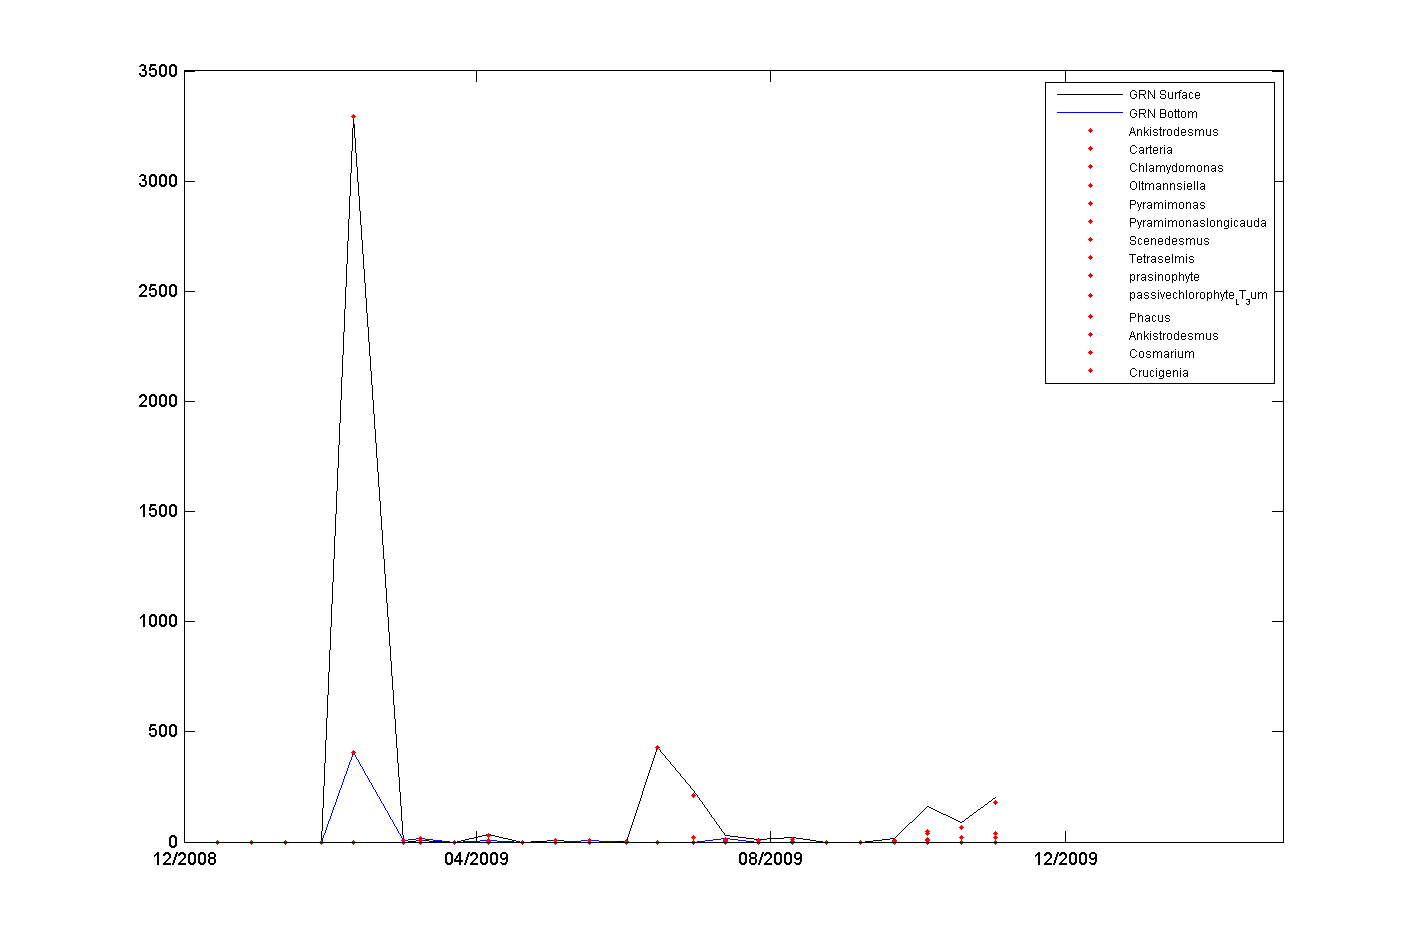 3500
3000
2500
2000
1500
1000
500
0
12/2008
04/2009
08/2009
12/2009
GRN Surface
GRN Bottom
Ankistrodesmus
Carteria
Chlamydomonas
Oltmannsiella
Pyramimonas
Pyramimonaslongicauda
Scenedesmus
Tetraselmis
prasinophyte
passivechlorophyteLT3um
Phacus
Ankistrodesmus
Cosmarium
Crucigenia